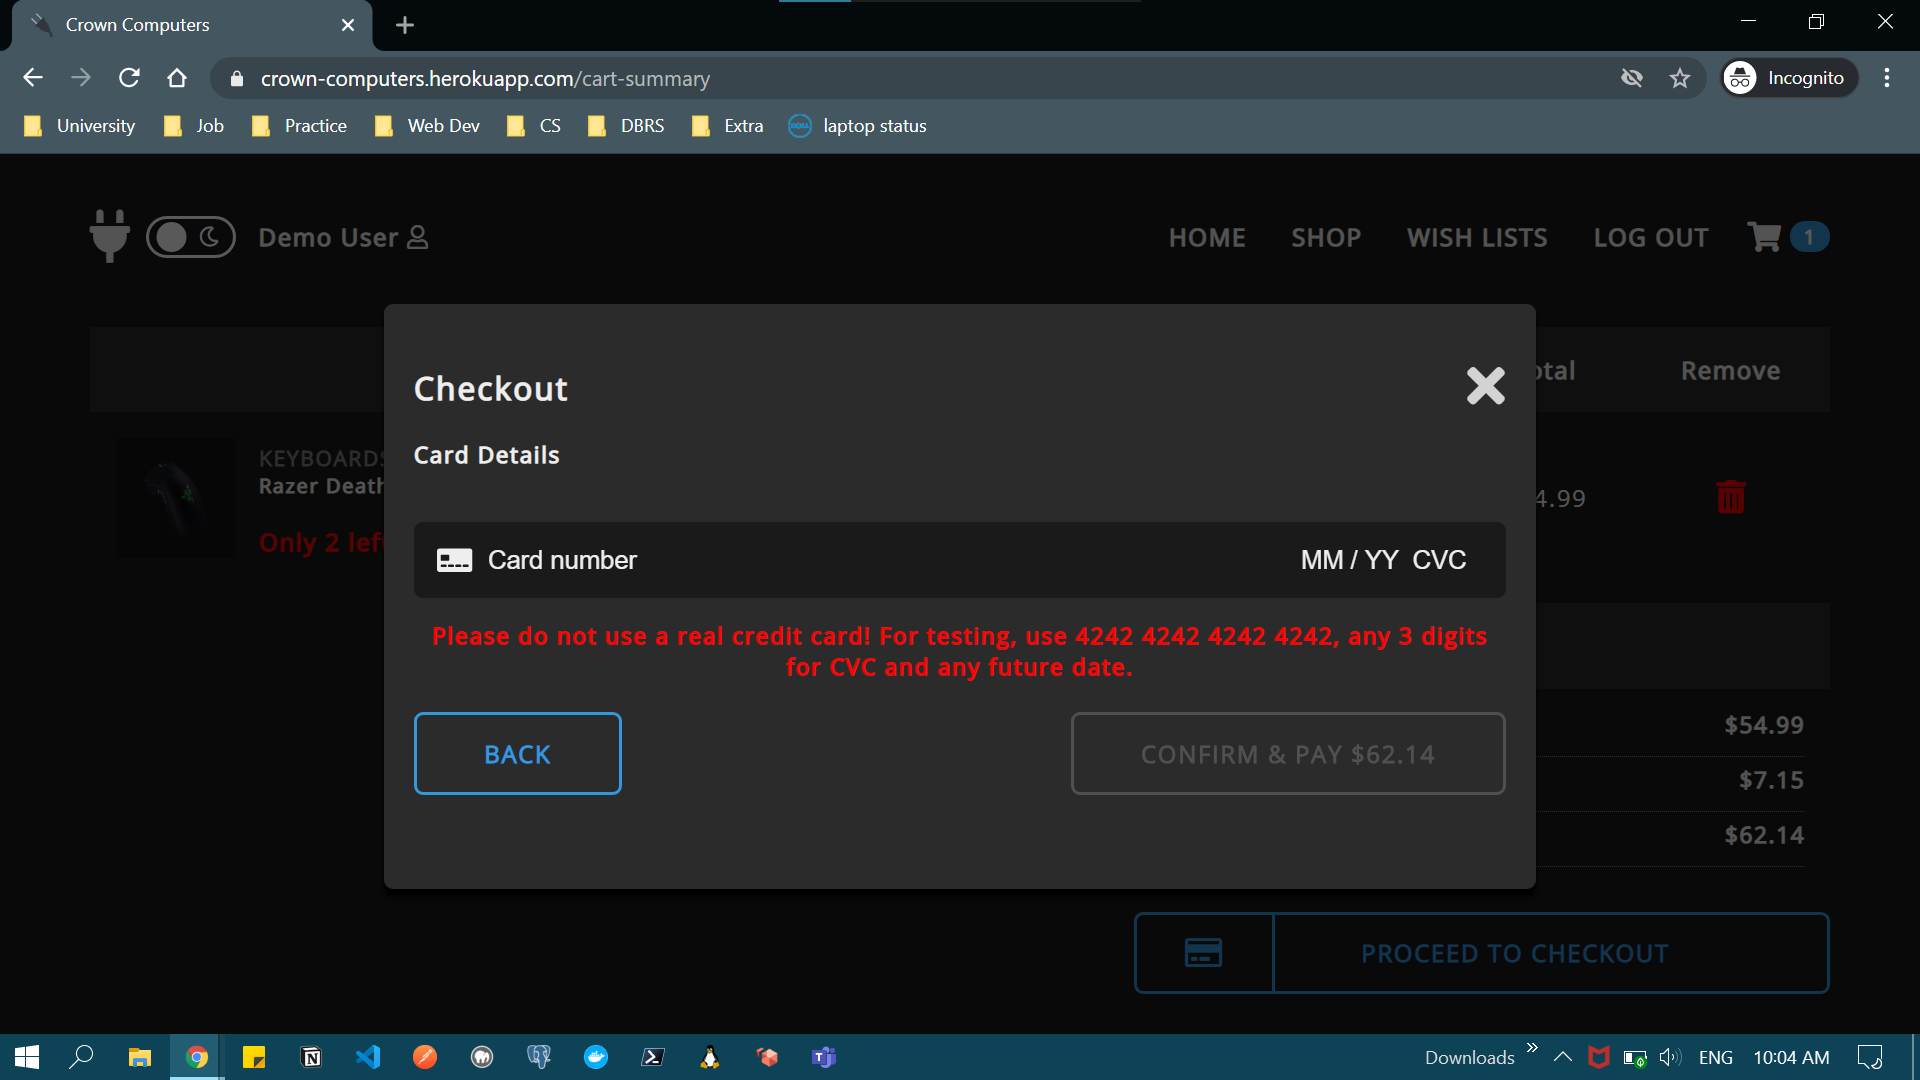 Crown Computers
crown-computers.herokuapp.com/cart-summary
Incognito
University Job Practice Web Dev CS DBRS Extra DELL laptop status
Demo User
HOME SHOP WISH LISTS LOG OUT 1
Remove
Checkout
Card Details
KEYBOARDS
Razer Death
4.99
Only 2 left
Card number MM / YY CVC
Please do not use a real credit card! For testing, use 4242 4242 4242 4242, any 3 digits
for CVC and any future date.
BACK CONFIRM & PAY $62.14
$54.99
$7.15
$62.14
PROCEED TO CHECKOUT
Downloads ENG 10:04 AM